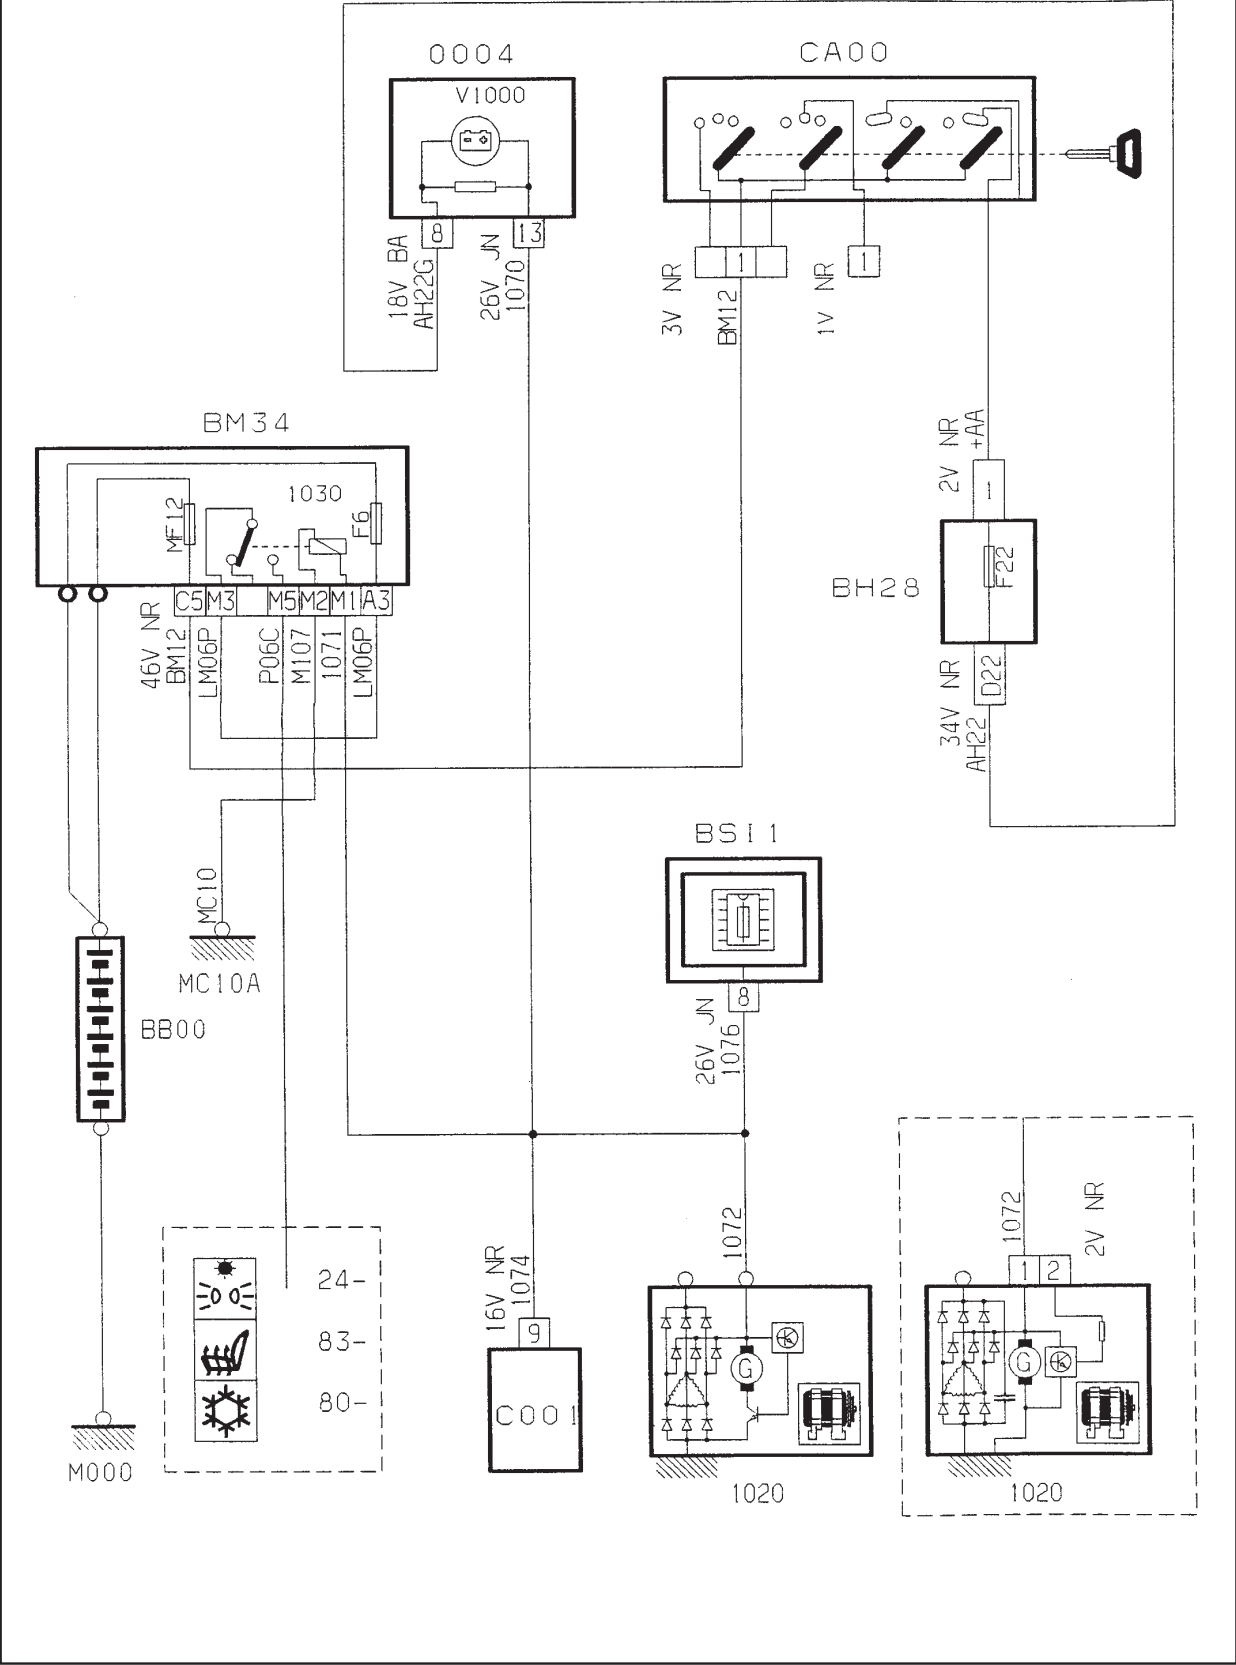 0004
CA00
V1000
8
13
18V BA
AH22G
26V JN
1070
1
1
3V NR
BM12
1V NR
BM34
1030
MF12
F6
2V NR
+AA
1
F22
BH28
C5
M3
M5
M2
M1
A3
46V NR
BM12
LM06P
P06C
M107
1071
LM06P
D22
34V NR
AH22
BSI1
MC10
MC10A
8
26V JN
1076
BB00
1072
1072
2V NR
16V NR
1074
1
2
24-
83-
80-
9
G
G
C001
M000
1020
1020